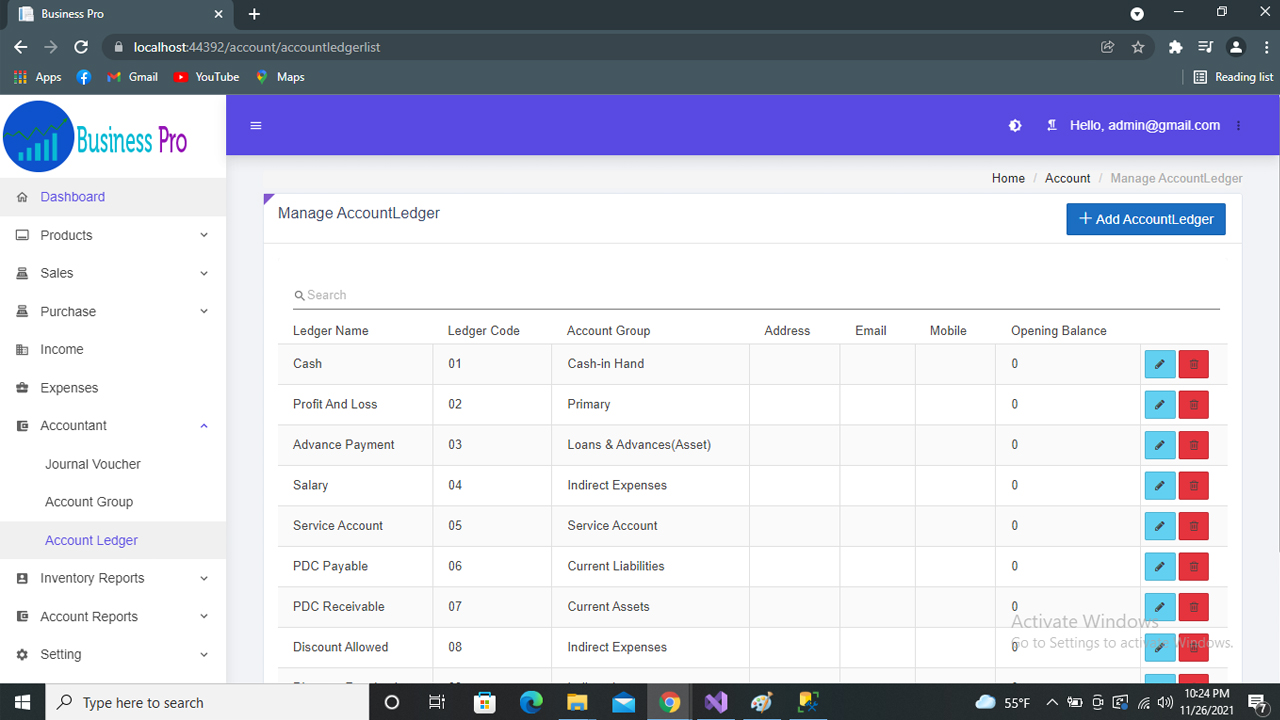 Business Pro
localhost:44392/account/accountledgerlist
Apps Gmail YouTube Maps Reading list
Business Pro
Hello, admin@gmail.com
Home / Account / Manage AccountLedger
Dashboard
Products
Sales
Purchase
Income
Expenses
Accountant
Journal Voucher
Account Group
Account Ledger
Inventory Reports
Account Reports
Setting
Manage AccountLedger
+ Add AccountLedger
Search
Ledger Name Ledger Code Account Group Address Email Mobile Opening Balance
Cash 01 Cash-in Hand 0
Profit And Loss 02 Primary 0
Advance Payment 03 Loans & Advances(Asset) 0
Salary 04 Indirect Expenses 0
Service Account 05 Service Account 0
PDC Payable 06 Current Liabilities 0
PDC Receivable 07 Current Assets 0
Discount Allowed 08 Indirect Expenses 0
Activate Windows
Go to Settings to activate Windows.
Type here to search
55°F
10:24 PM
11/26/2021
7